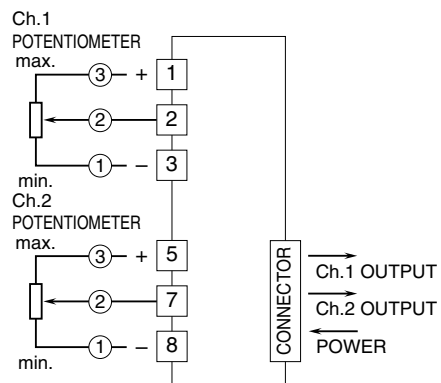 Ch.1
POTENTIOMETER
max.
3 + 1
2 2
1 − 3
min.
Ch.2
POTENTIOMETER
max.
3 + 5
2 7
1 − 8
min.
CONNECTOR
Ch.1 OUTPUT
Ch.2 OUTPUT
POWER